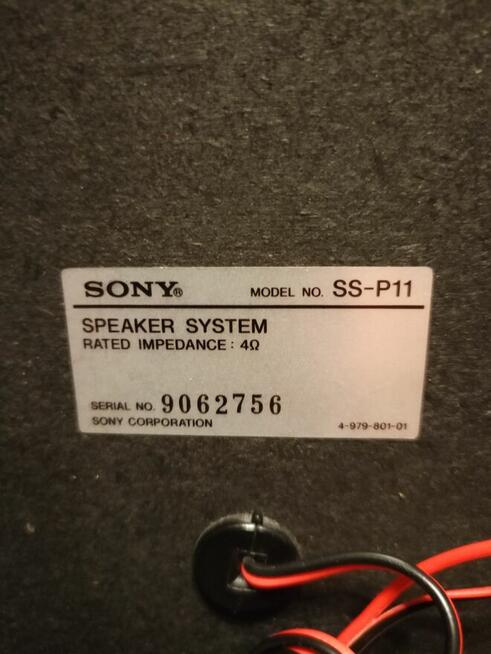 SONY® MODEL NO. SS-P11
SPEAKER SYSTEM
RATED IMPEDANCE : 4Ω
SERIAL NO. 9062756
SONY CORPORATION 4-979-801-01